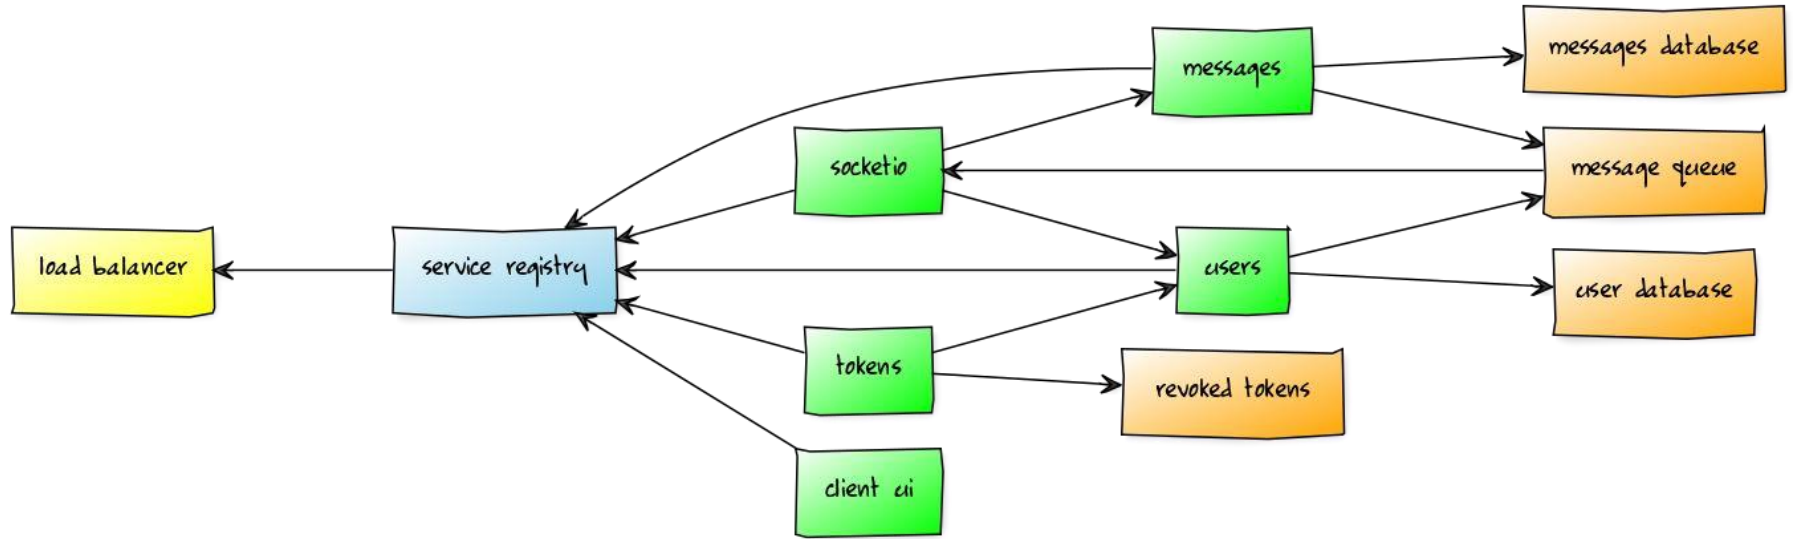 messages database
messages
socketio
message queue
load balancer
service registry
users
user database
tokens
revoked tokens
client ui